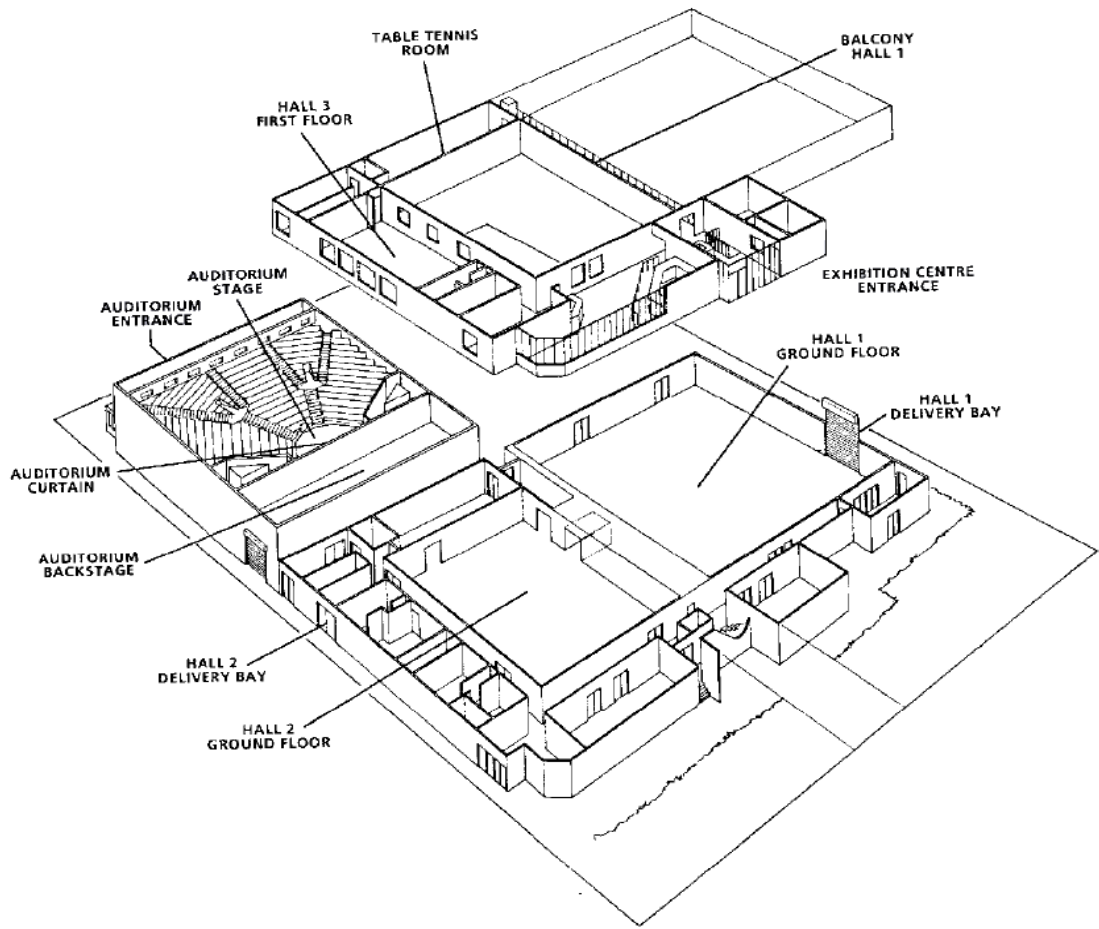 TABLE TENNIS
ROOM
BALCONY
HALL 1
HALL 3
FIRST FLOOR
AUDITORIUM
STAGE
AUDITORIUM
ENTRANCE
EXHIBITION CENTRE
ENTRANCE
HALL 1
GROUND FLOOR
HALL 1
DELIVERY BAY
AUDITORIUM
CURTAIN
AUDITORIUM
BACKSTAGE
HALL 2
DELIVERY BAY
HALL 2
GROUND FLOOR